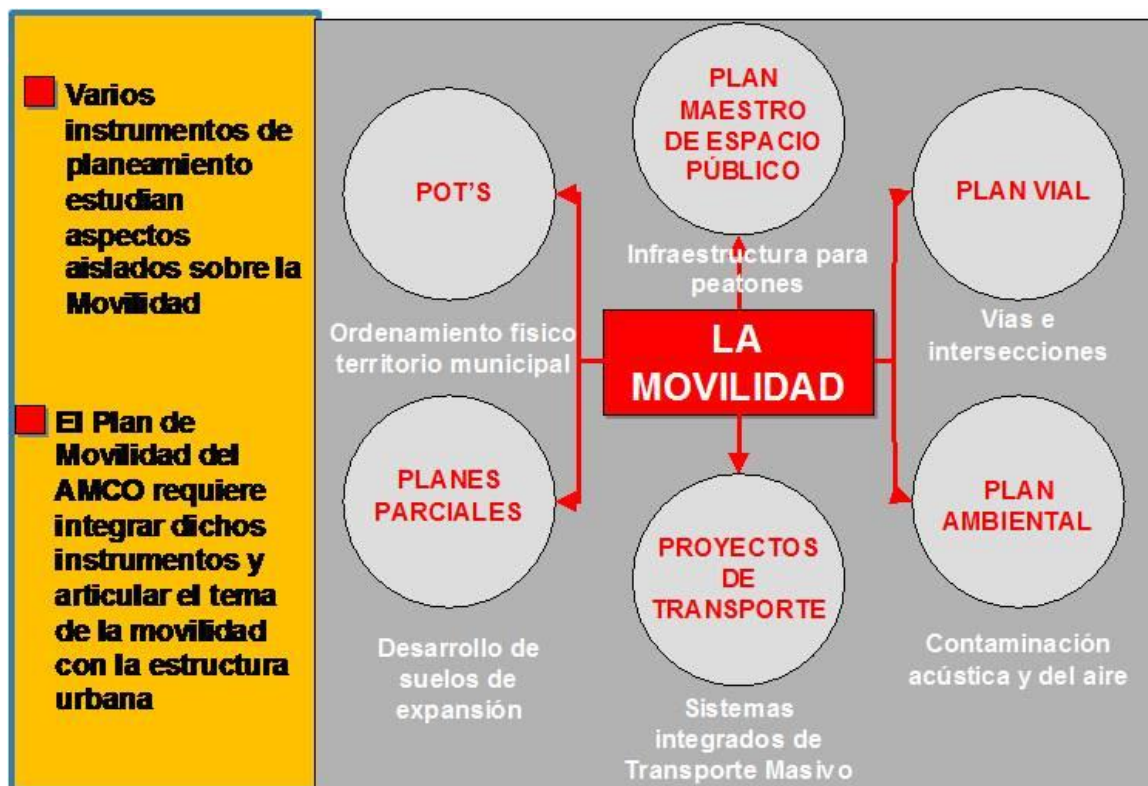 Varios
instrumentos de
planeamiento
estudian
aspectos
aislados sobre la
Movilidad
El Plan de
Movilidad del
AMCO requiere
integrar dichos
instrumentos y
articular el tema
de la movilidad
con la estructura
urbana
POT'S
Ordenamiento físico
territorio municipal
PLAN
MAESTRO
DE ESPACIO
PÚBLICO
Infraestructura para
peatones
PLAN VIAL
Vías e
intersecciones
LA
MOVILIDAD
PLANES
PARCIALES
Desarrollo de
suelos de
expansión
PROYECTOS
DE
TRANSPORTE
Sistemas
integrados de
Transporte Masivo
PLAN
AMBIENTAL
Contaminación
acústica y del aire